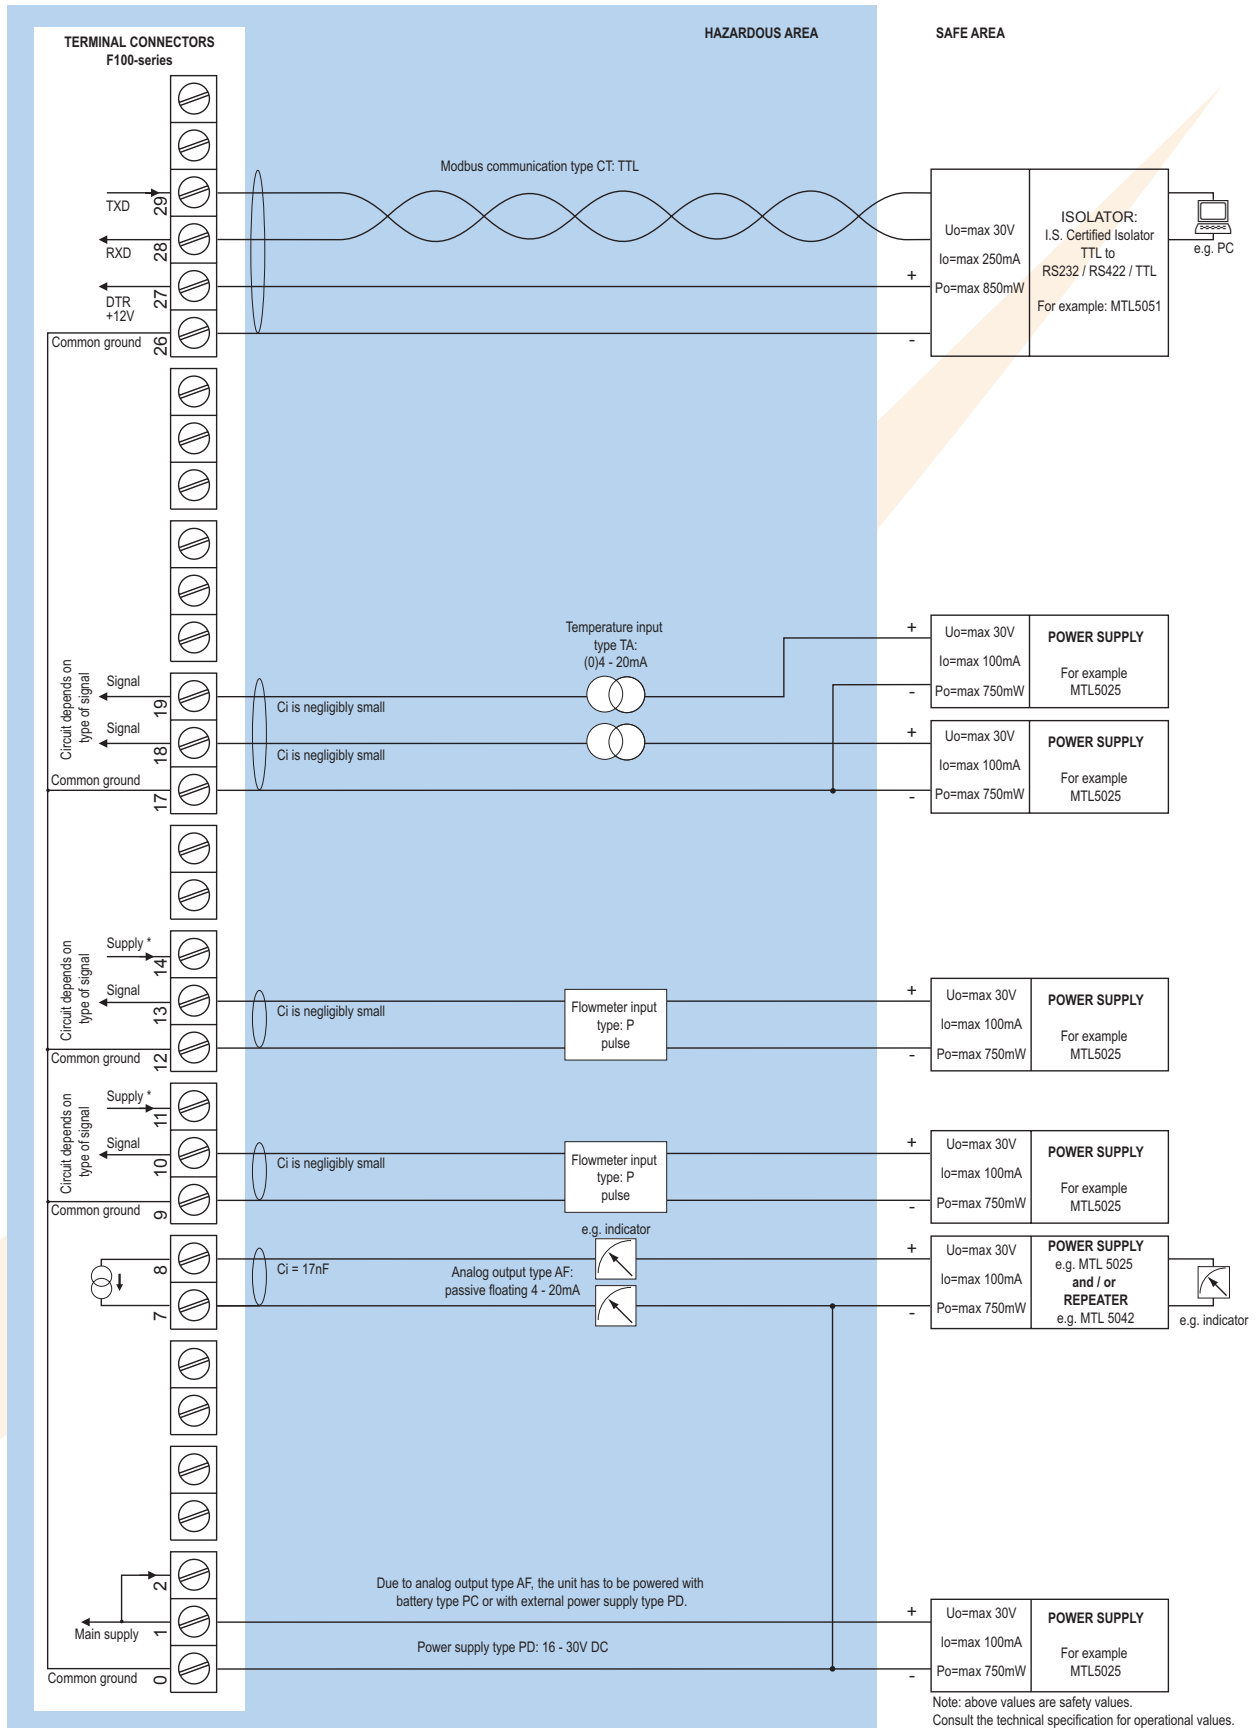 HAZARDOUS AREA
SAFE AREA
TERMINAL CONNECTORS
F100-series
Modbus communication type CT: TTL
TXD
29
RXD
28
DTR
+12V
27
Common ground
26
+
-
Uo=max 30V
Io=max 250mA
Po=max 850mW
ISOLATOR:
I.S. Certified Isolator
TTL to
RS232 / RS422 / TTL
For example: MTL5051
e.g. PC
Temperature input
type TA:
(0)4 - 20mA
Circuit depends on
type of signal
Signal
19
Ci is negligibly small
Signal
18
Ci is negligibly small
Common ground
17
+
-
Uo=max 30V
Io=max 100mA
Po=max 750mW
POWER SUPPLY
For example
MTL5025
+
-
Uo=max 30V
Io=max 100mA
Po=max 750mW
POWER SUPPLY
For example
MTL5025
Circuit depends on
type of signal
Supply *
14
Signal
13
Common ground
12
Ci is negligibly small
Flowmeter input
type: P
pulse
+
-
Uo=max 30V
Io=max 100mA
Po=max 750mW
POWER SUPPLY
For example
MTL5025
Circuit depends on
type of signal
Supply *
11
Signal
10
Common ground
9
Ci is negligibly small
Flowmeter input
type: P
pulse
+
-
Uo=max 30V
Io=max 100mA
Po=max 750mW
POWER SUPPLY
For example
MTL5025
8
7
Ci = 17nF
e.g. indicator
Analog output type AF:
passive floating 4 - 20mA
+
-
Uo=max 30V
Io=max 100mA
Po=max 750mW
POWER SUPPLY
e.g. MTL 5025
and / or
REPEATER
e.g. MTL 5042
e.g. indicator
2
Due to analog output type AF, the unit has to be powered with
battery type PC or with external power supply type PD.
Main supply
1
Power supply type PD: 16 - 30V DC
Common ground
0
+
-
Uo=max 30V
Io=max 100mA
Po=max 750mW
POWER SUPPLY
For example
MTL5025
Note: above values are safety values.
Consult the technical specification for operational values.